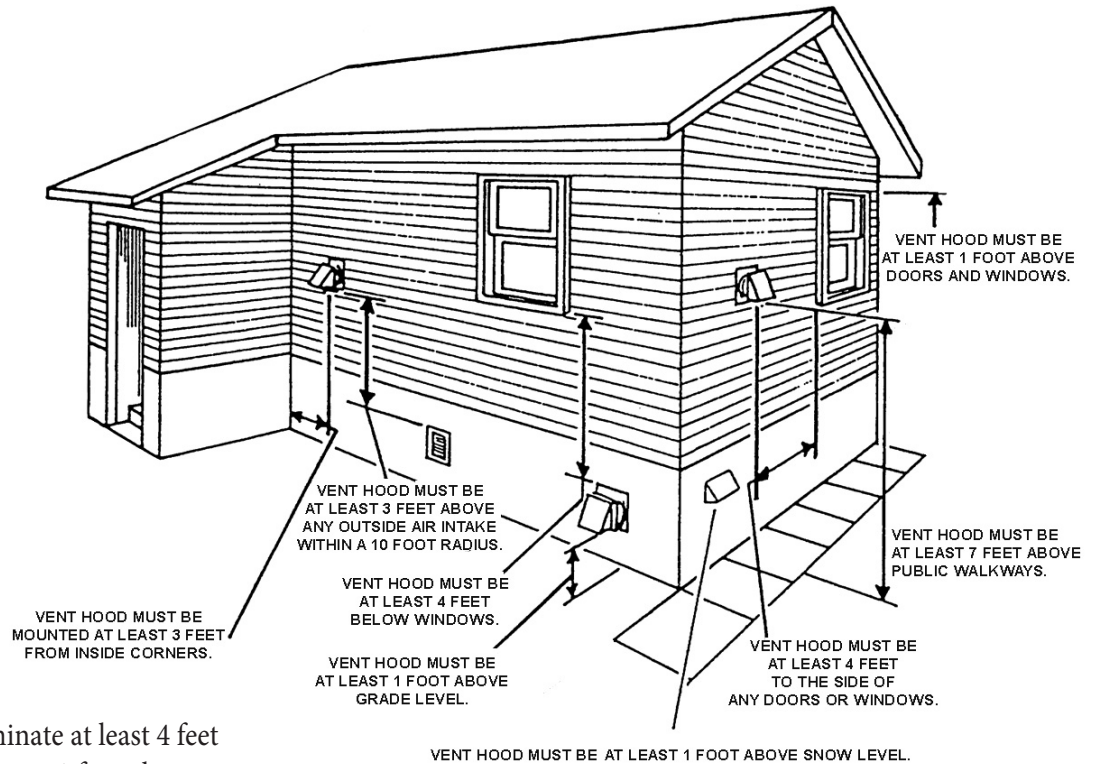 VENT HOOD MUST BE
AT LEAST 1 FOOT ABOVE
DOORS AND WINDOWS.
VENT HOOD MUST BE
AT LEAST 3 FEET ABOVE
ANY OUTSIDE AIR INTAKE
WITHIN A 10 FOOT RADIUS.
VENT HOOD MUST BE
AT LEAST 7 FEET ABOVE
PUBLIC WALKWAYS.
VENT HOOD MUST BE
AT LEAST 4 FEET
BELOW WINDOWS.
VENT HOOD MUST BE
MOUNTED AT LEAST 3 FEET
FROM INSIDE CORNERS.
VENT HOOD MUST BE
AT LEAST 1 FOOT ABOVE
GRADE LEVEL.
VENT HOOD MUST BE
AT LEAST 4 FEET
TO THE SIDE OF
ANY DOORS OR WINDOWS.
at least 4 feet
VENT HOOD MUST BE AT LEAST 1 FOOT ABOVE SNOW LEVEL.